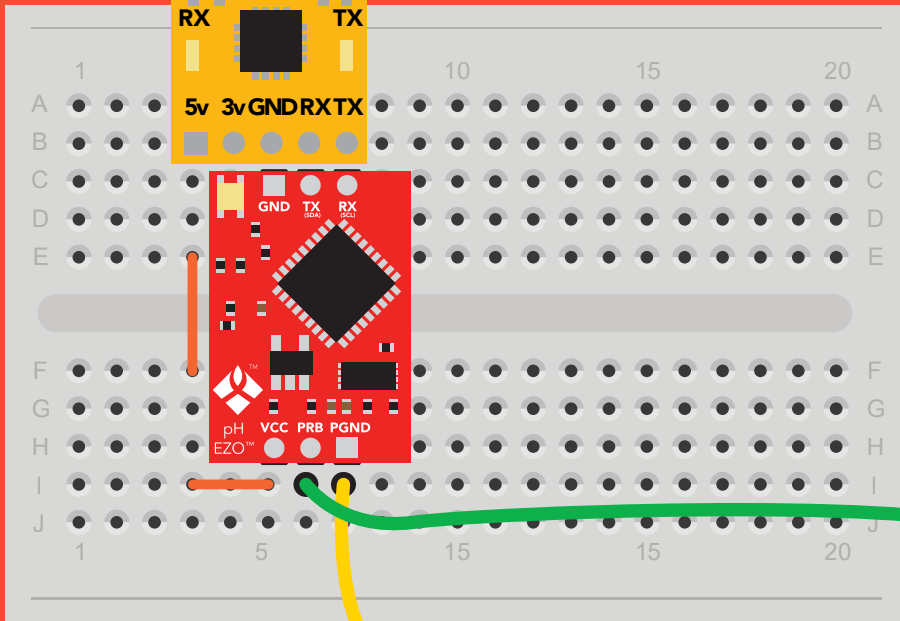 RX TX
1 10 15 20
5v 3v GND RX TX
A A
B B
C C
GND TX RX
(SDA) (SCL)
D D
E E
F F
TM
G G
VCC PRB PGND
pH
H H
EZO™
I I
J J
1 5 15 15 20